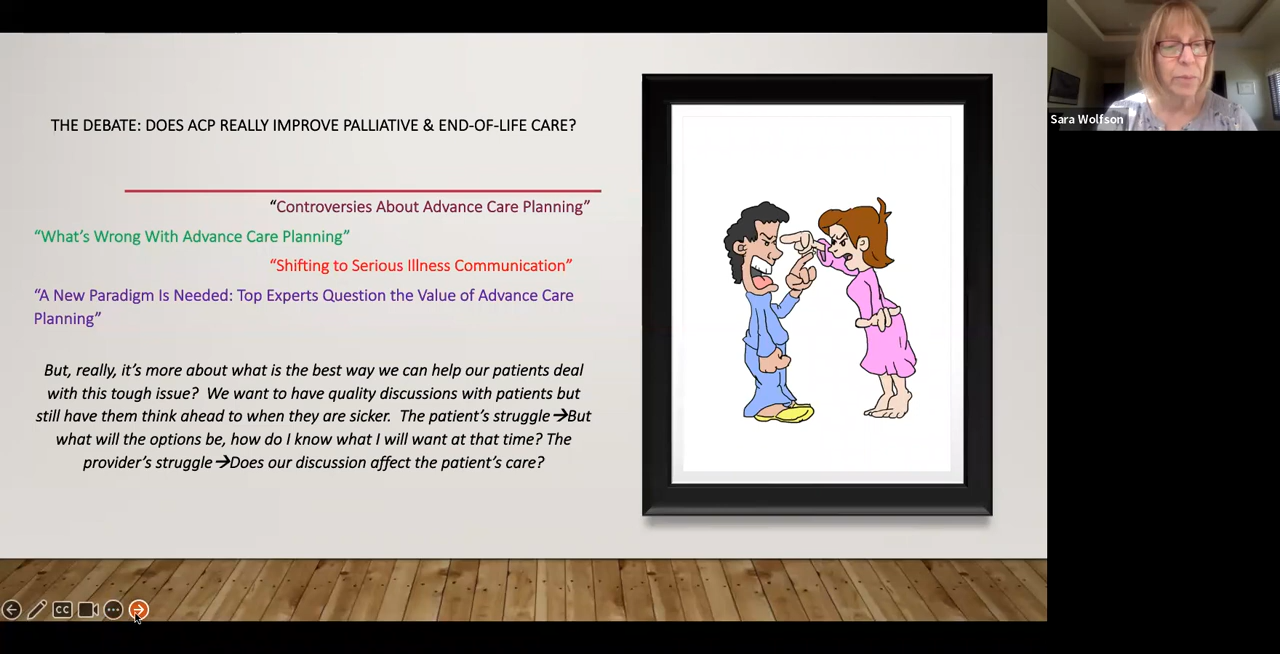 THE DEBATE: DOES ACP REALLY IMPROVE PALLIATIVE & END-OF-LIFE CARE?
“Controversies About Advance Care Planning”
“What’s Wrong With Advance Care Planning”
“Shifting to Serious Illness Communication”
“A New Paradigm Is Needed: Top Experts Question the Value of Advance Care
Planning”
But, really, it’s more about what is the best way we can help our patients deal
with this tough issue? We want to have quality discussions with patients but
still have them think ahead to when they are sicker. The patient’s struggle→But
what will the options be, how do I know what I will want at that time? The
provider’s struggle→Does our discussion affect the patient’s care?
Sara Wolfson
CC